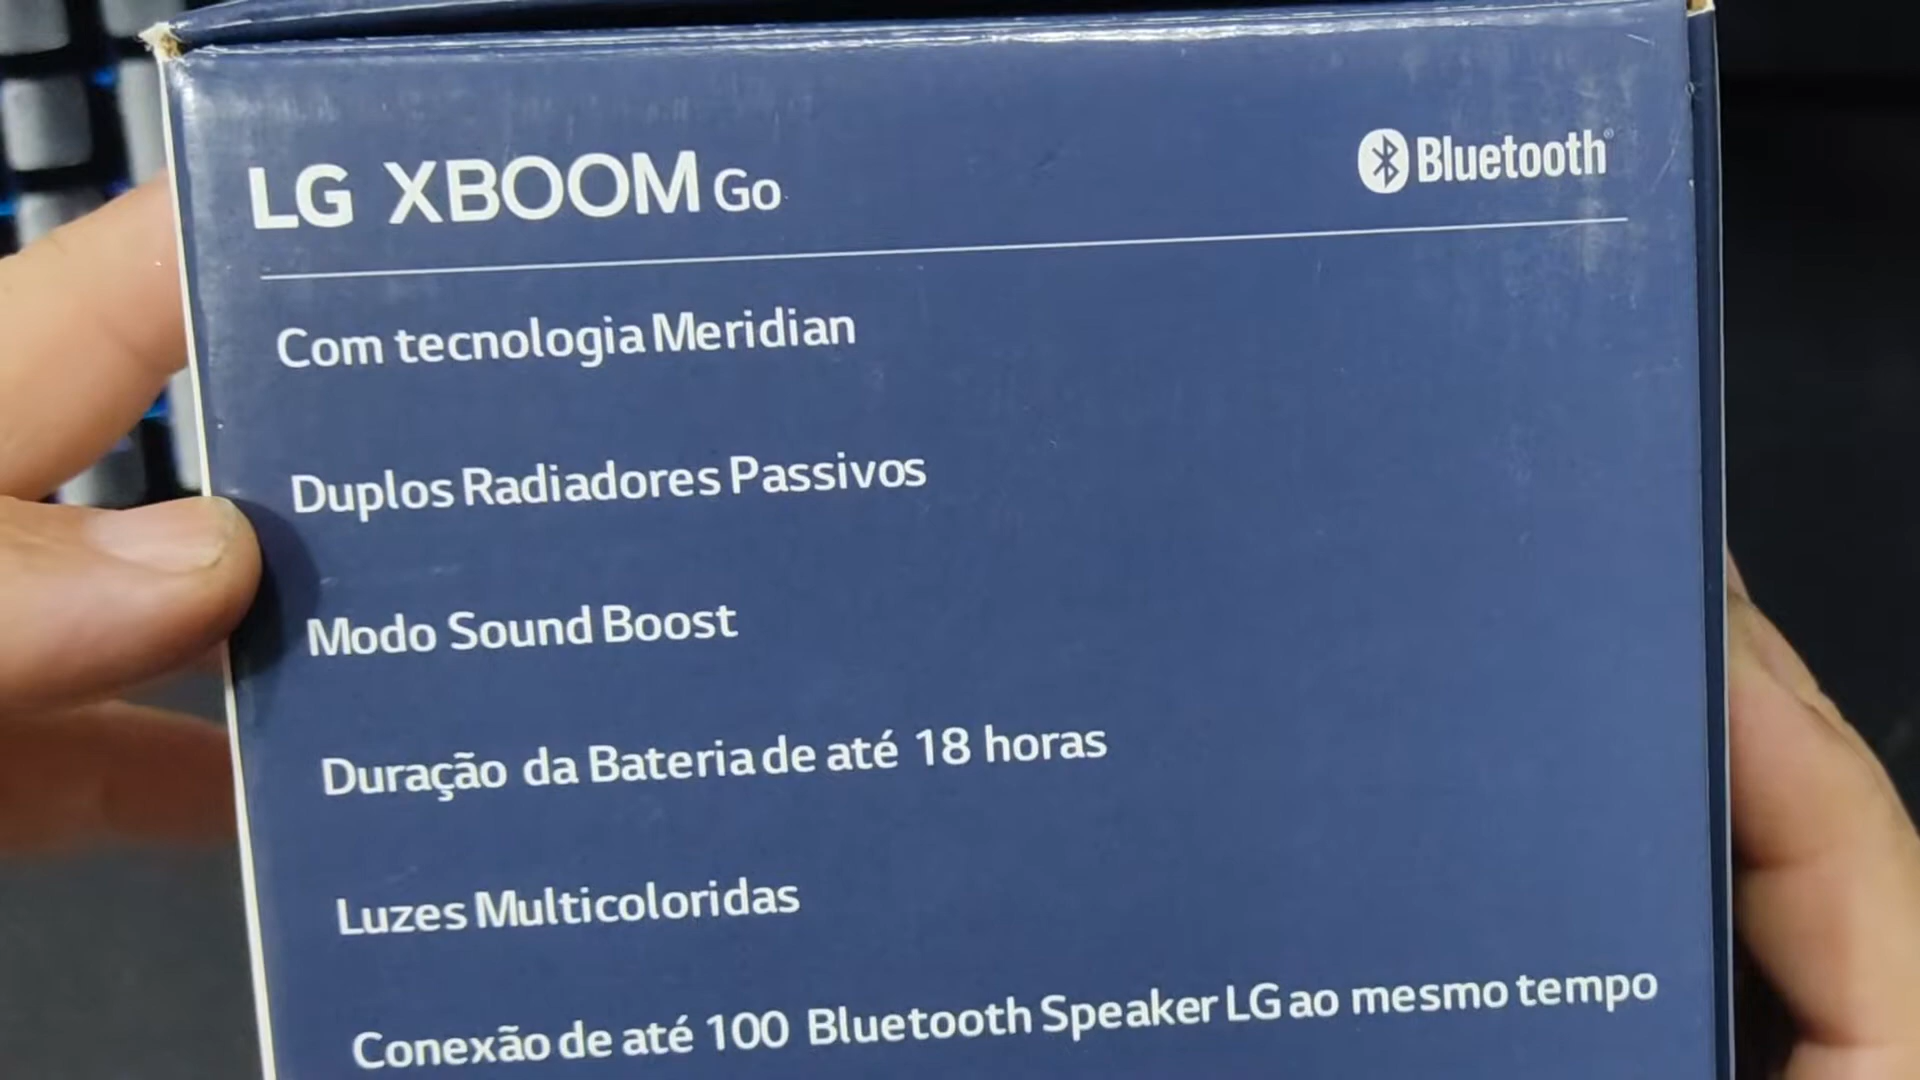 LG XBOOM Go
Bluetooth®
Com tecnologia Meridian
Duplos Radiadores Passivos
Modo Sound Boost
Duração da Bateria de até 18 horas
Luzes Multicoloridas
Conexão de até 100 Bluetooth Speaker LG ao mesmo tempo